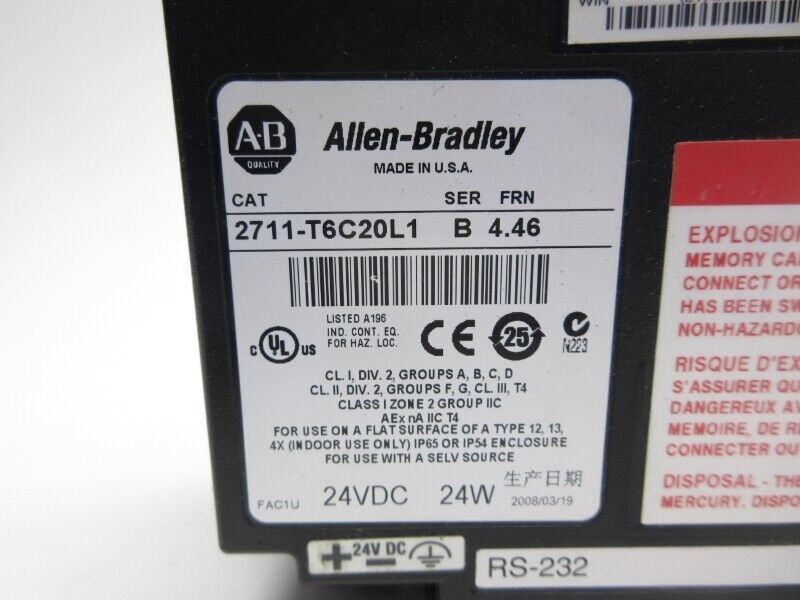 WIN
A·B
QUALITY
Allen-Bradley
MADE IN U.S.A.
CAT SER FRN
2711-T6C20L1 B 4.46
LISTED A196
IND. CONT. EQ.
FOR HAZ. LOC.
C UL US
CE
25
N223
CL. I, DIV. 2, GROUPS A, B, C, D
CL. II, DIV. 2, GROUPS F, G, CL. III, T4
CLASS I ZONE 2 GROUP IIC
AEx nA IIC T4
FOR USE ON A FLAT SURFACE OF A TYPE 12, 13,
4X (INDOOR USE ONLY) IP65 OR IP54 ENCLOSURE
FOR USE WITH A SELV SOURCE
生产日期
FAC1U 24VDC 24W 2008/03/19
24V DC
RS-232
EXPLOSION
MEMORY CA
CONNECT OR
HAS BEEN SW
NON-HAZARDO
RISQUE D'EX
S'ASSURER QU
DANGEREUX AV
MEMOIRE, DE R
CONNECTER OU
DISPOSAL - THE
MERCURY. DISPO